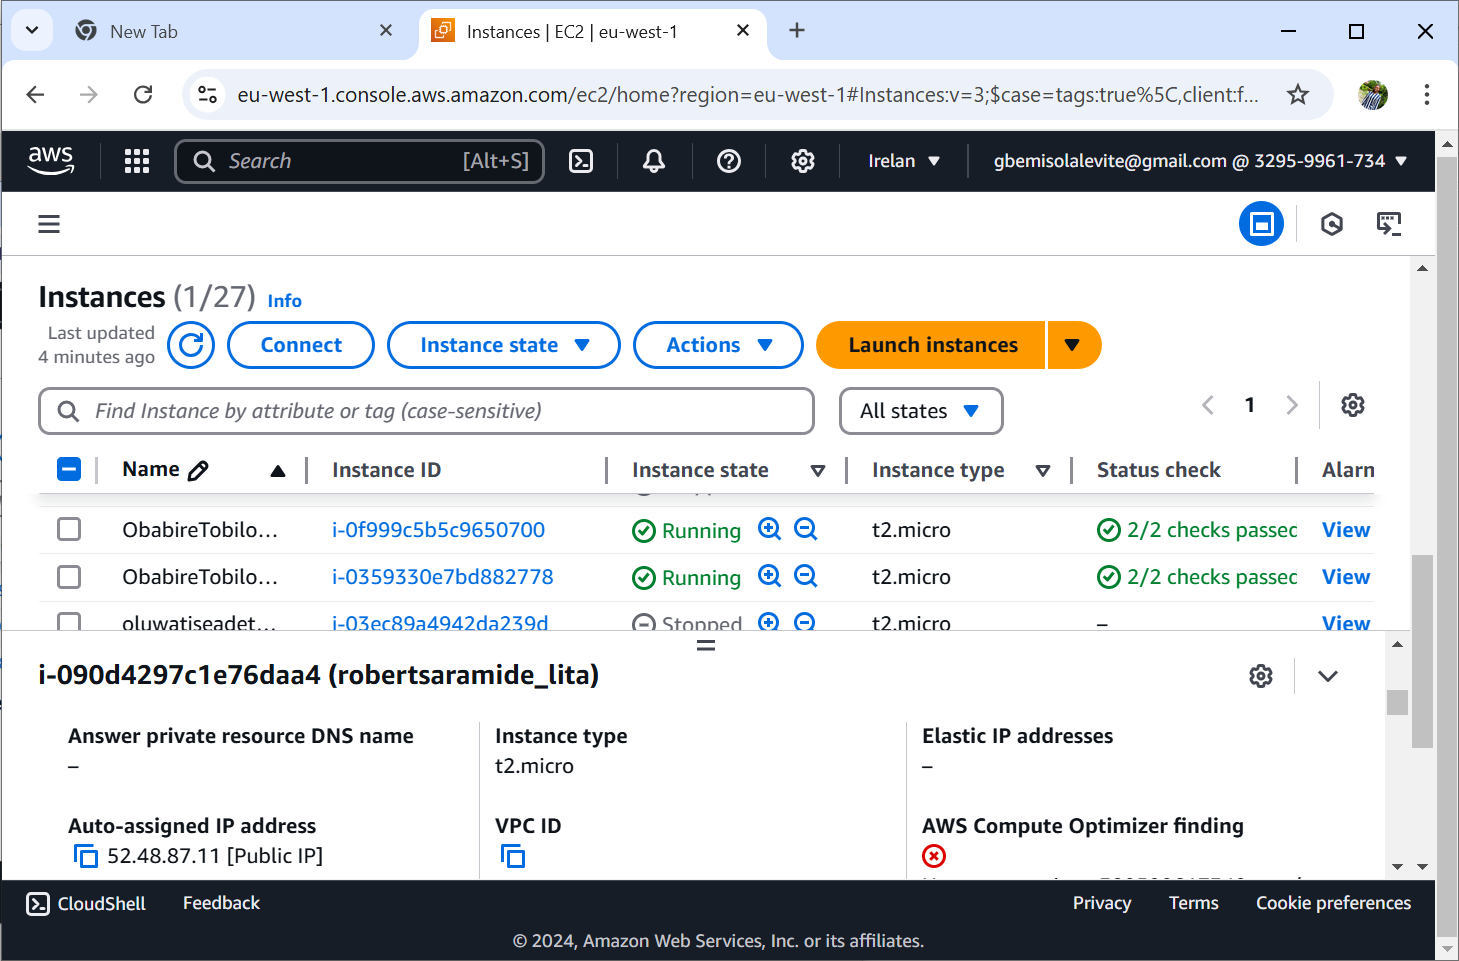 New Tab
Instances | EC2 | eu-west-1
eu-west-1.console.aws.amazon.com/ec2/home?region=eu-west-1#Instances:v=3;$case=tags:true%5C,client:f...
aws
Search [Alt+S]
Irelan
gbemisolalevite@gmail.com @ 3295-9961-734
Instances (1/27) Info
Last updated
4 minutes ago
Connect
Instance state
Actions
Launch instances
Find Instance by attribute or tag (case-sensitive)
All states
1
Name Instance ID Instance state Instance type Status check Alarn
ObabireTobilo... i-0f999c5b5c9650700 Running t2.micro 2/2 checks passed View
ObabireTobilo... i-0359330e7bd882778 Running t2.micro 2/2 checks passed View
oluwatiseadet... i-03ec89a4942da239d Stopped t2.micro – View
i-090d4297c1e76daa4 (robertsaramide_lita)
Answer private resource DNS name
–
Instance type
t2.micro
Elastic IP addresses
–
Auto-assigned IP address
52.48.87.11 [Public IP]
VPC ID
AWS Compute Optimizer finding
CloudShell Feedback Privacy Terms Cookie preferences
© 2024, Amazon Web Services, Inc. or its affiliates.